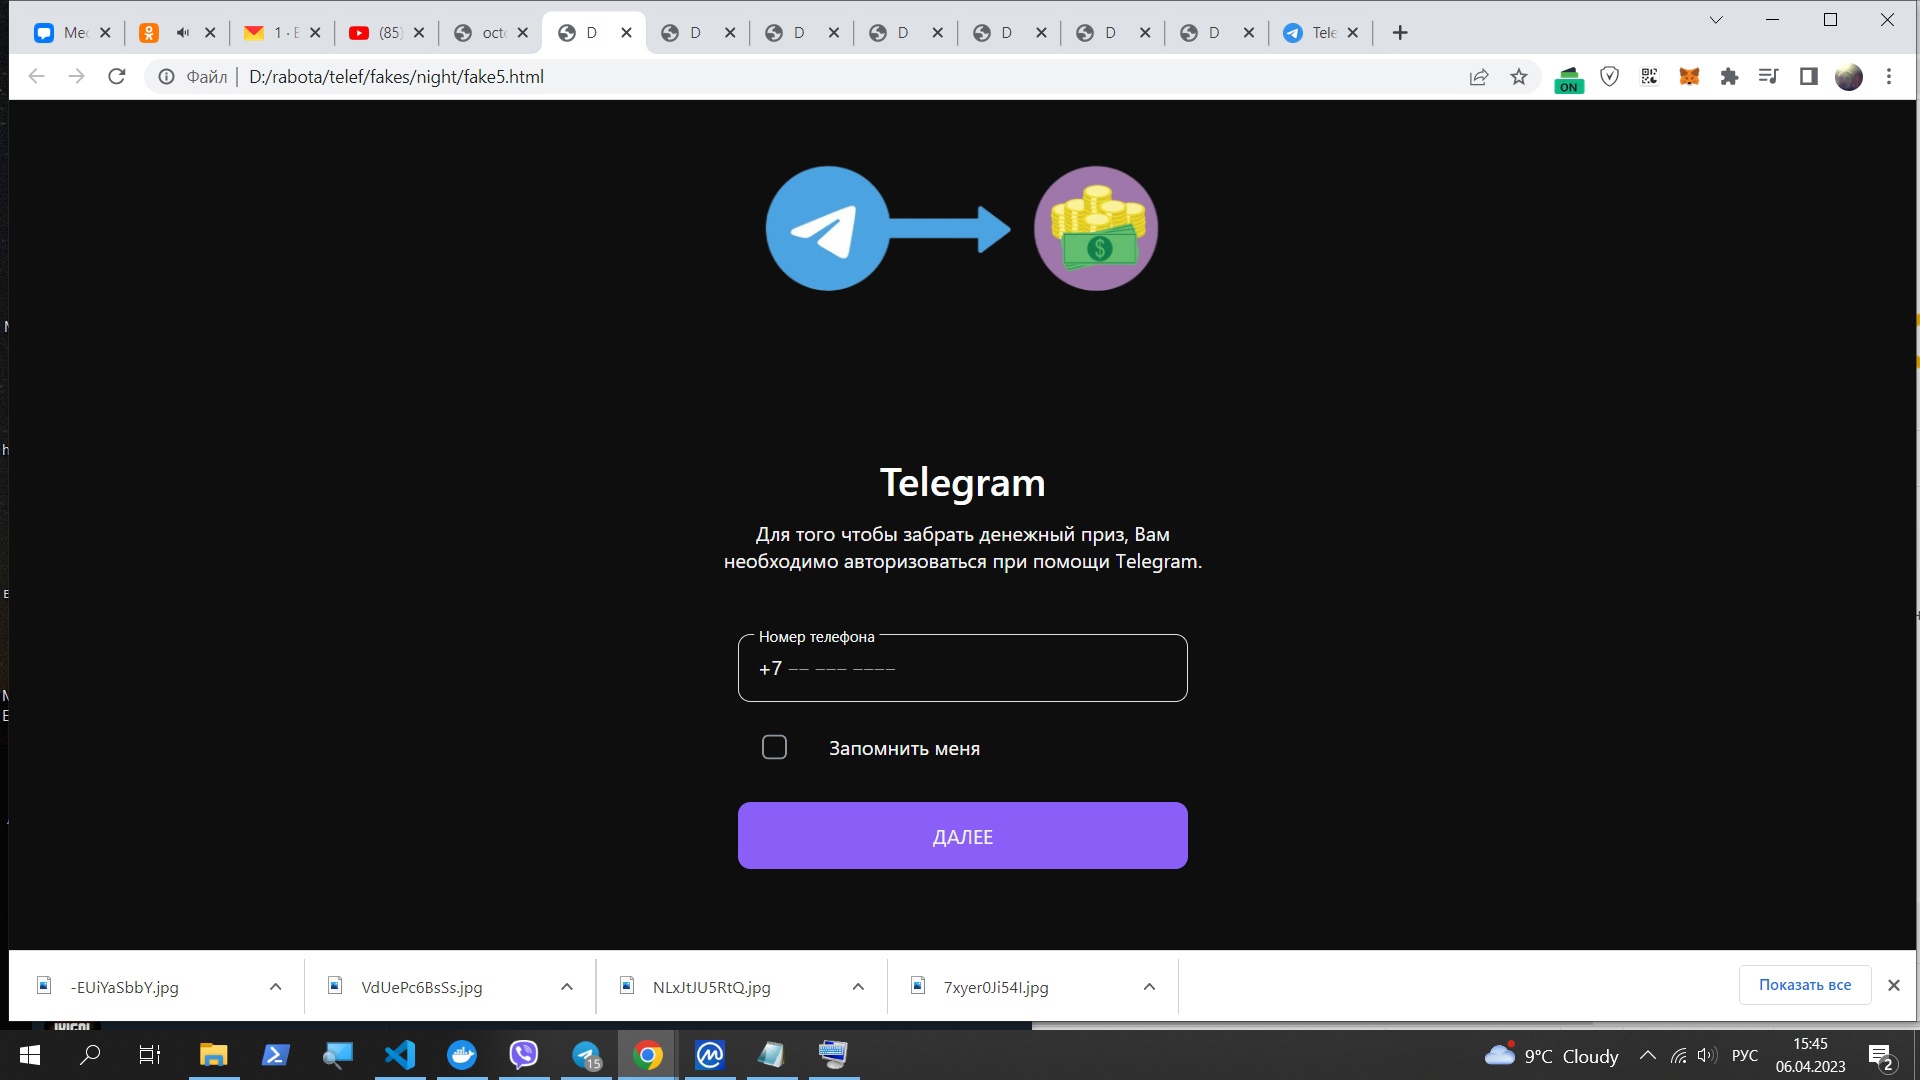 Мес
1 · В
(85)
octo
D
D
D
D
D
D
D
Tele
Файл
D:/rabota/telef/fakes/night/fake5.html
ON
Telegram
Для того чтобы забрать денежный приз, Вам
необходимо авторизоваться при помощи Telegram.
Номер телефона
+7 −− −−− −−−−
Запомнить меня
ДАЛЕЕ
-EUiYaSbbY.jpg
VdUePc6BsSs.jpg
NLxJtJU5RtQ.jpg
7xyer0Ji54I.jpg
Показать все
15
9°C Cloudy
РУС
15:45
06.04.2023
2